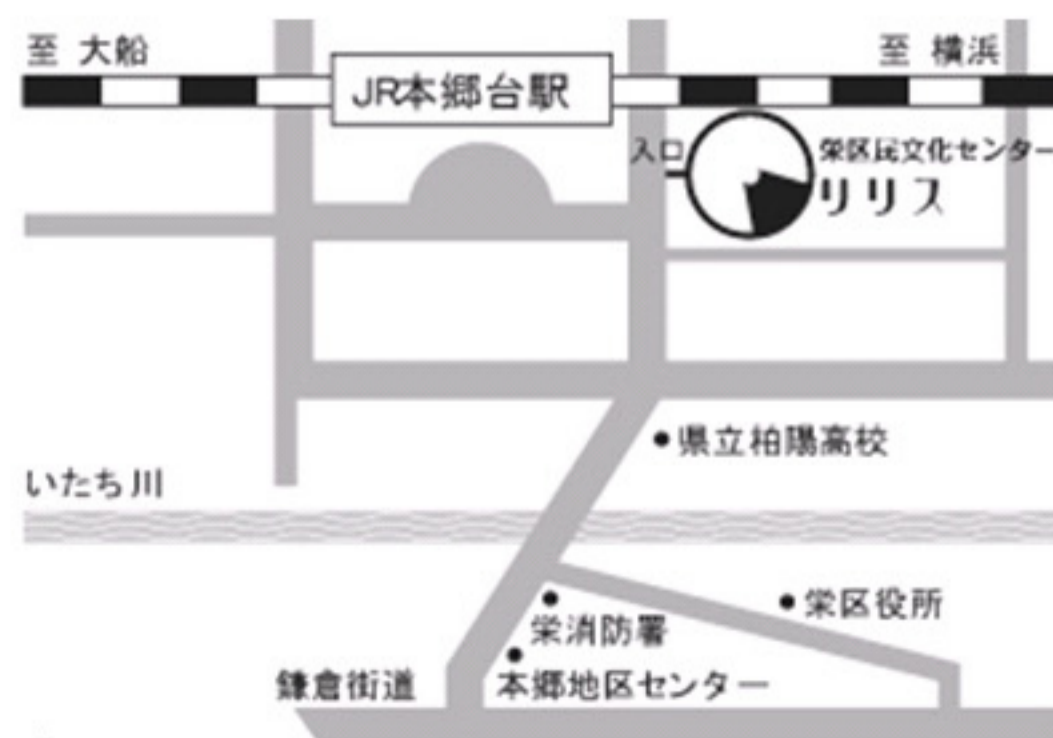 至 大船
至 横浜
JR本郷台駅
入口
栄区民文化センター
リリス
県立柏陽高校
いたち川
栄区役所
栄消防署
鎌倉街道
本郷地区センター